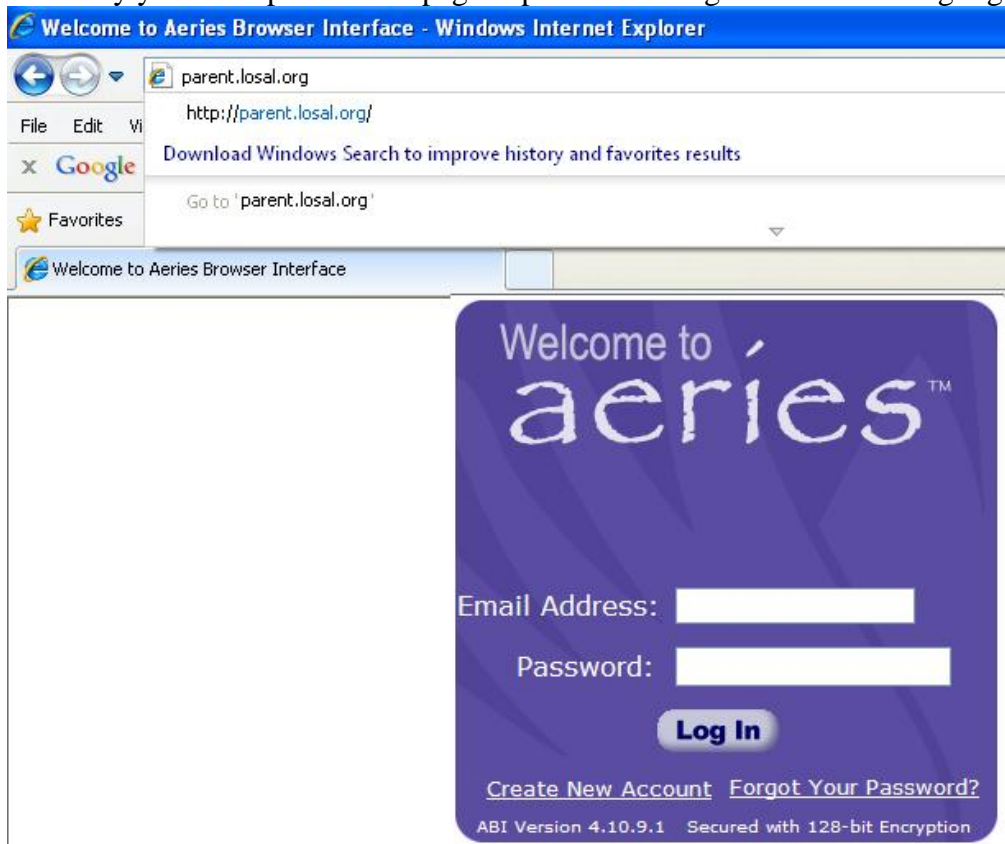 Welcome to Aeries Browser Interface - Windows Internet Explorer
parent.losal.org
http://parent.losal.org/
File Edit Vi
Download Windows Search to improve history and favorites results
x Google
Go to 'parent.losal.org'
Favorites
Welcome to Aeries Browser Interface
Welcome to
aeries™
Email Address:
Password:
Log In
Create New Account Forgot Your Password?
ABI Version 4.10.9.1 Secured with 128-bit Encryption